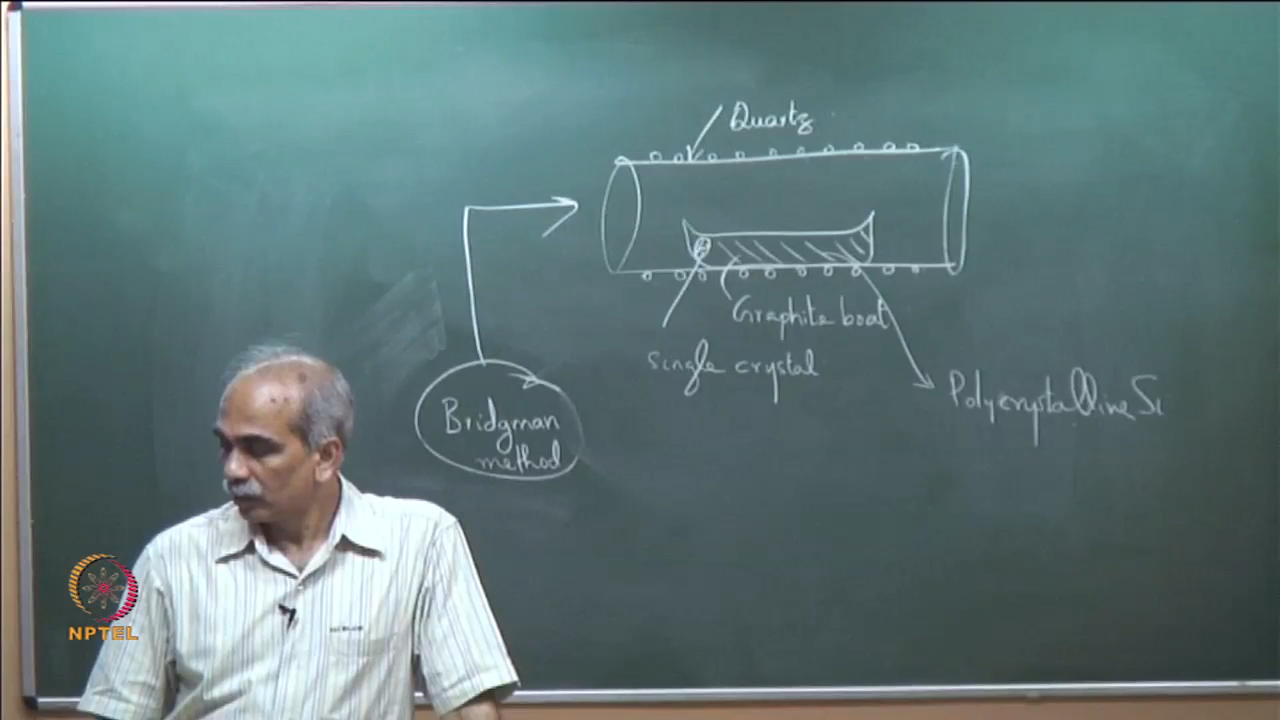 Quartz
Graphite boat
Single crystal
Polycrystalline Si
Bridgman
method
NPTEL